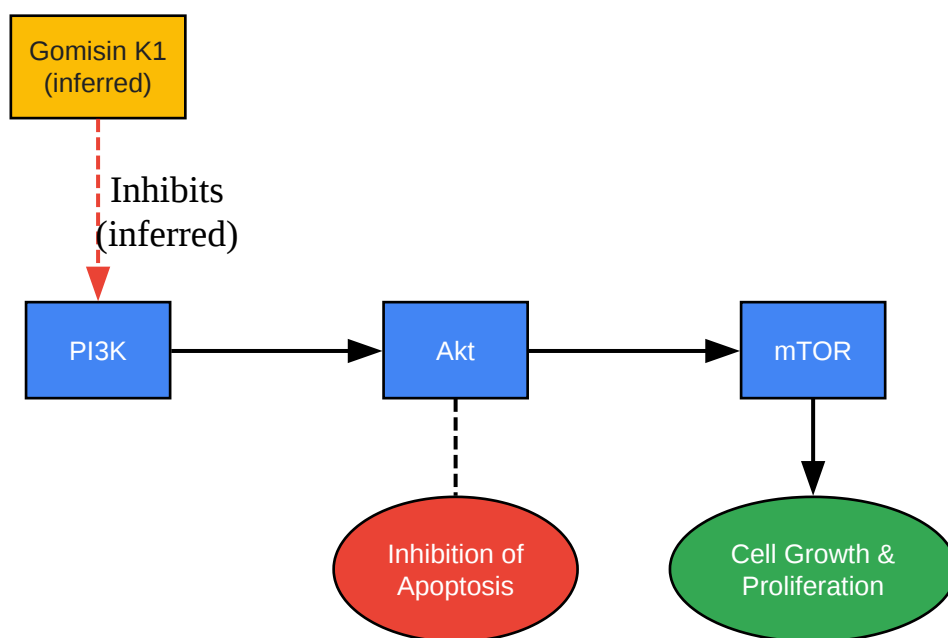 Gomisin K1
(inferred)
Inhibits
(inferred)
PI3K
Akt
mTOR
Inhibition of
Apoptosis
Cell Growth &
Proliferation